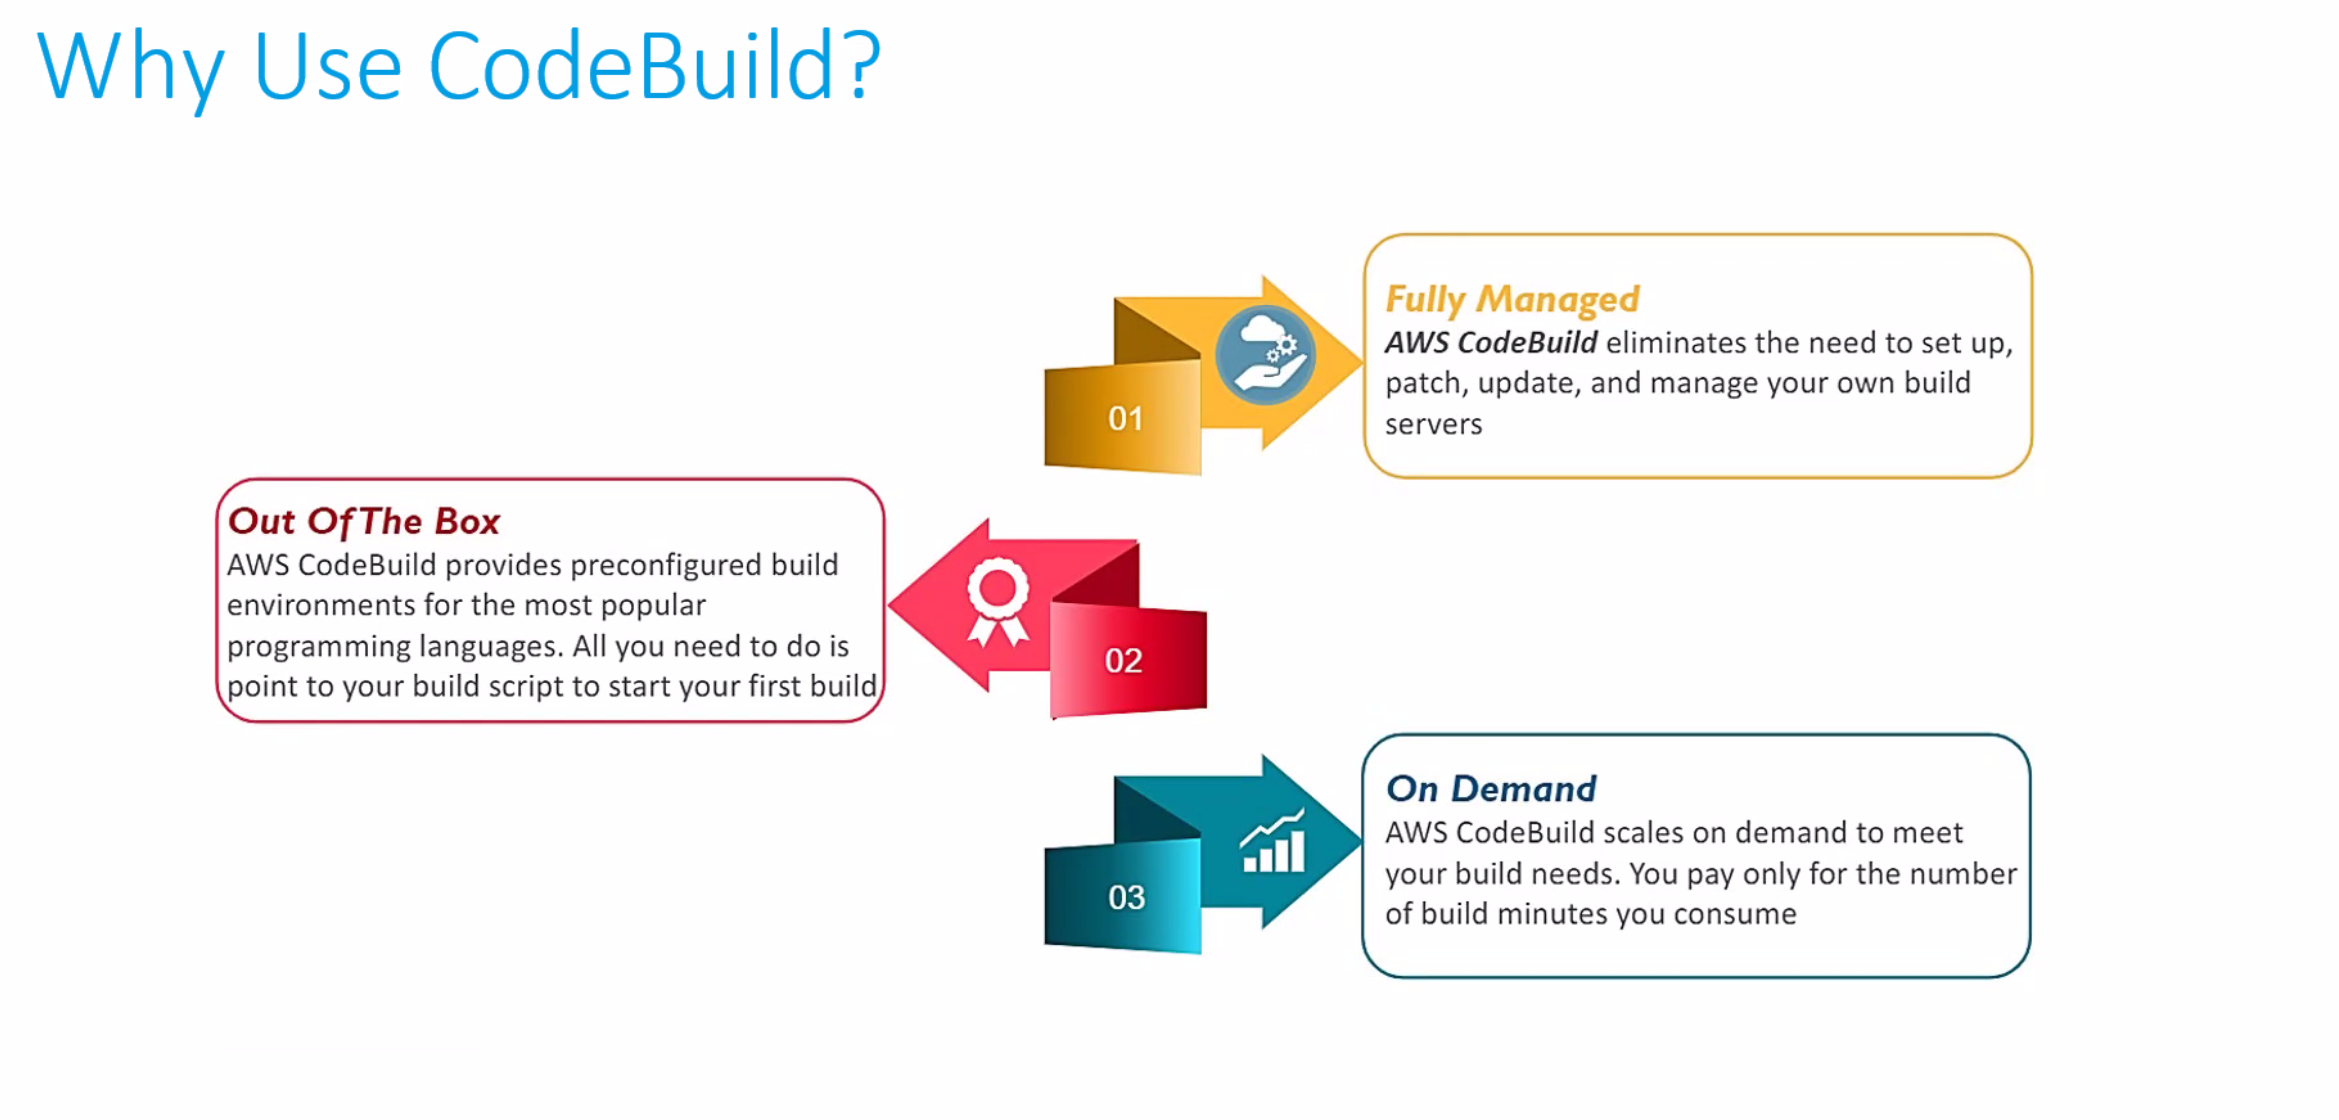 Why Use CodeBuild?
01
Fully Managed
AWS CodeBuild eliminates the need to set up,
patch, update, and manage your own build
servers
Out Of The Box
AWS CodeBuild provides preconfigured build
environments for the most popular
programming languages. All you need to do is
point to your build script to start your first build
02
03
On Demand
AWS CodeBuild scales on demand to meet
your build needs. You pay only for the number
of build minutes you consume